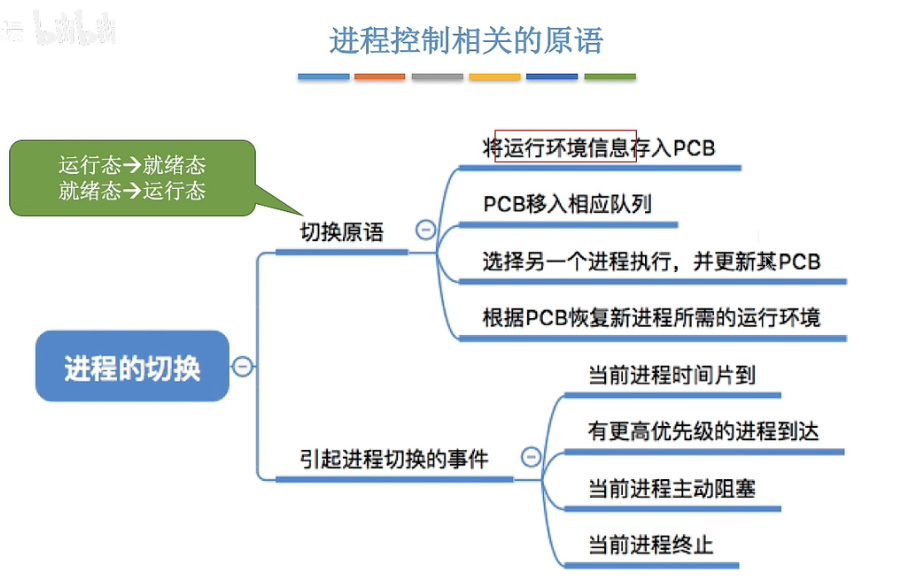 bilibili
进程控制相关的原语
运行态→就绪态
就绪态→运行态
切换原语
将运行环境信息存入PCB
PCB移入相应队列
选择另一个进程执行，并更新其PCB
根据PCB恢复新进程所需的运行环境
进程的切换
引起进程切换的事件
当前进程时间片到
有更高优先级的进程到达
当前进程主动阻塞
当前进程终止